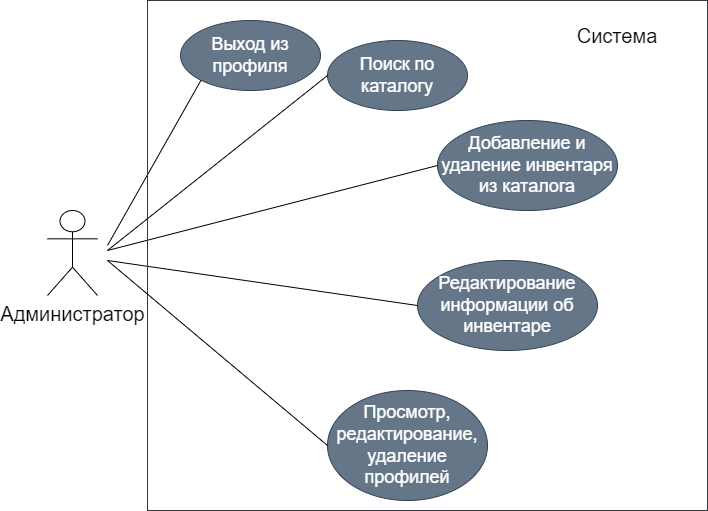 Система
Выход из
профиля
Поиск по
каталогу
Добавление и
удаление инвентаря
из каталога
Администратор
Редактирование
информации об
инвентаре
Просмотр,
редактирование,
удаление
профилей